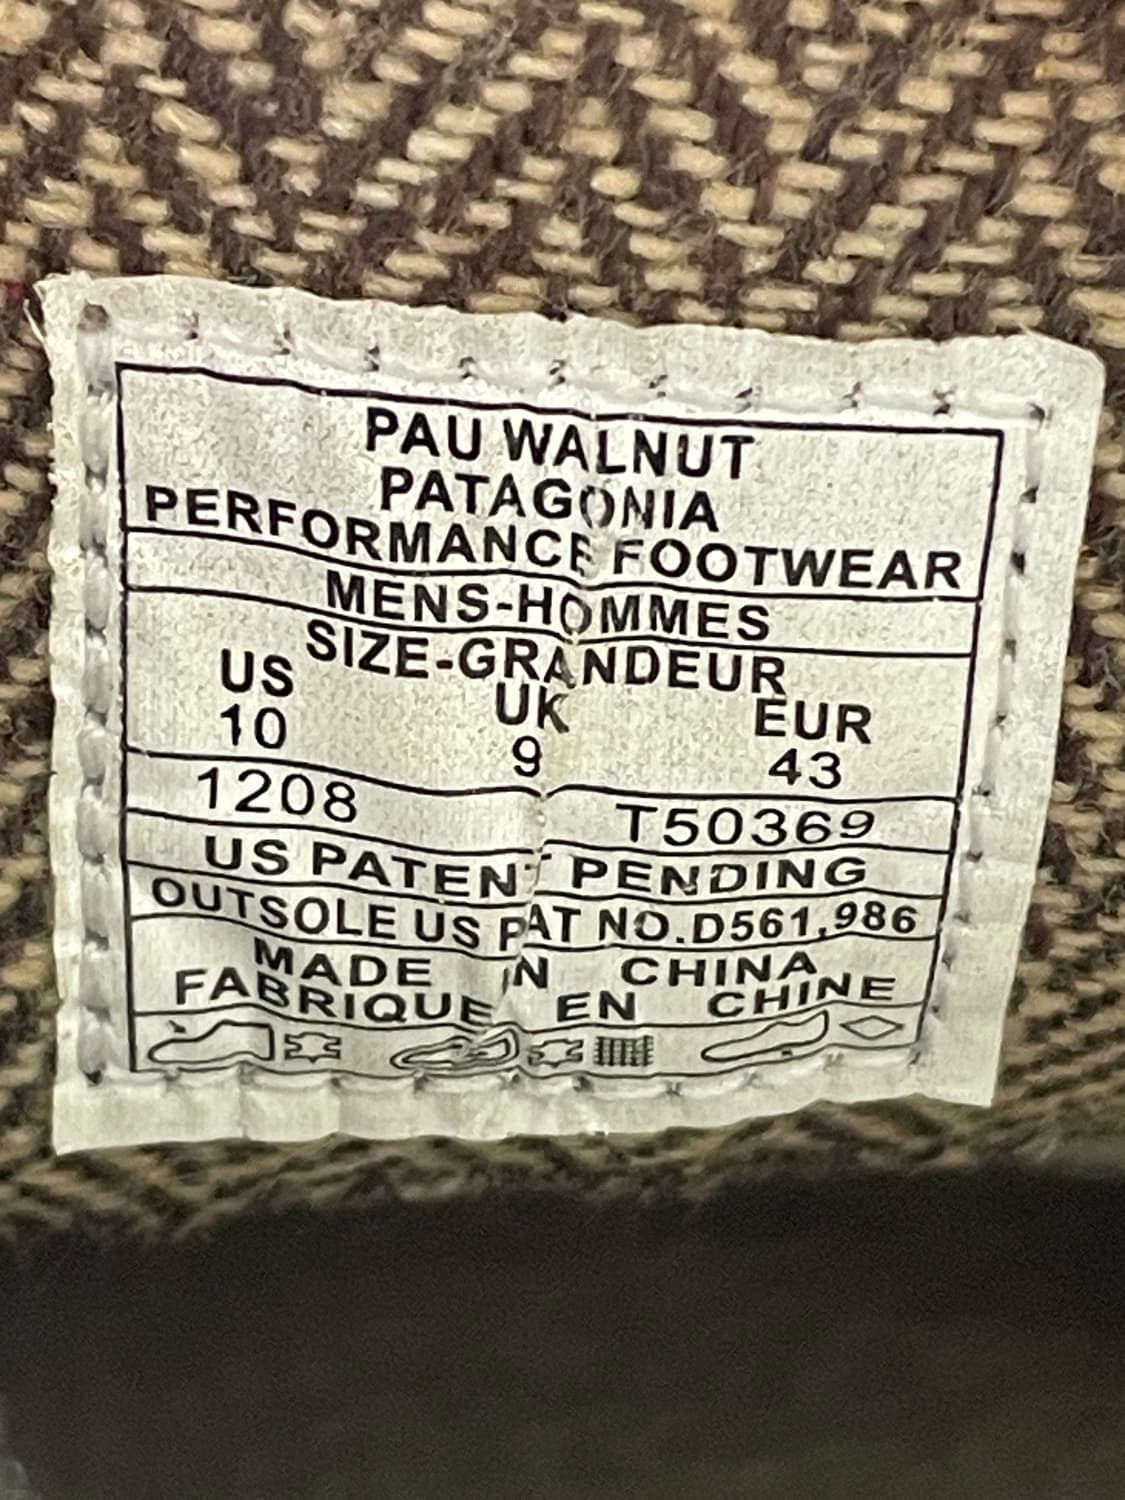 PAU WALNUT
PATAGONIA
PERFORMANCE FOOTWEAR
MENS-HOMMES
SIZE-GRANDEUR
US UK EUR
10 9 43
1208 T50369
US PATENT PENDING
OUTSOLE US PAT NO.D561,986
MADE IN CHINA
FABRIQUE EN CHINE